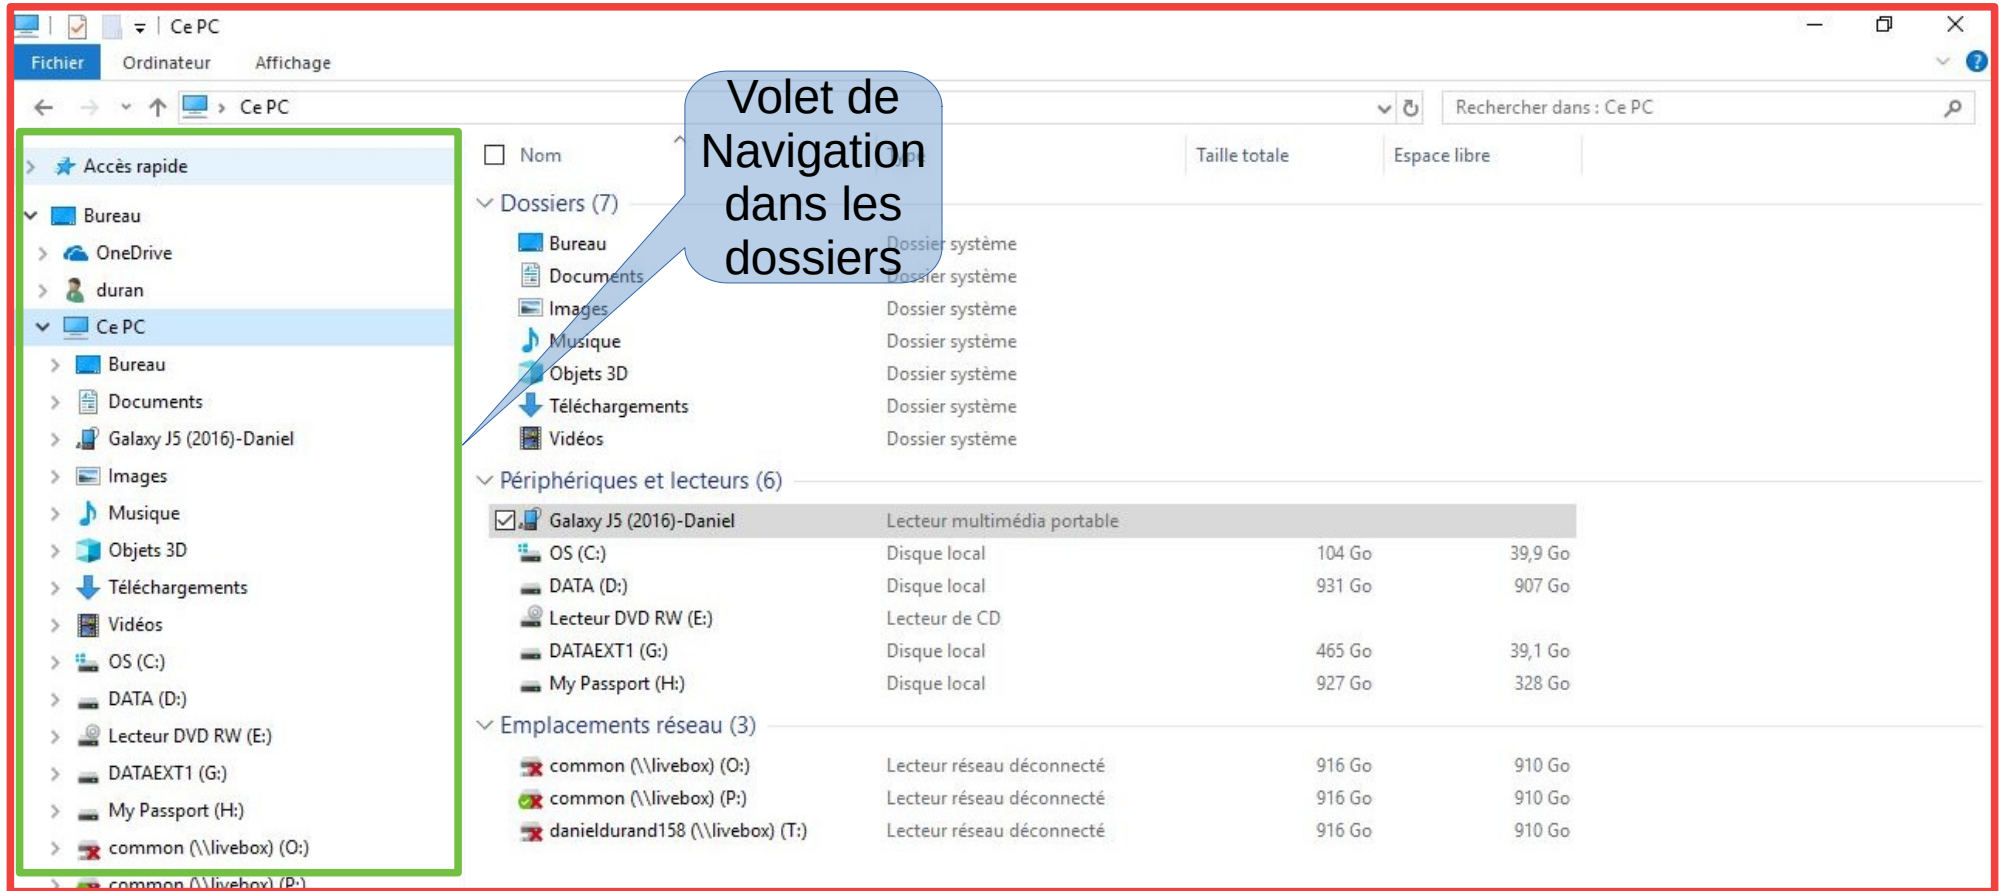 Ce PC
Fichier Ordinateur Affichage
Ce PC
Rechercher dans : Ce PC
Volet de
Navigation
dans les
dossiers
Accès rapide
Bureau
OneDrive
duran
Ce PC
Bureau
Documents
Galaxy J5 (2016)-Daniel
Images
Musique
Objets 3D
Téléchargements
Vidéos
OS (C:)
DATA (D:)
Lecteur DVD RW (E:)
DATAEXT1 (G:)
My Passport (H:)
common (\\livebox) (O:)
common (\\livebox) (P:)
Nom Type Taille totale Espace libre
Dossiers (7)
Bureau Dossier système
Documents Dossier système
Images Dossier système
Musique Dossier système
Objets 3D Dossier système
Téléchargements Dossier système
Vidéos Dossier système
Périphériques et lecteurs (6)
Galaxy J5 (2016)-Daniel Lecteur multimédia portable
OS (C:) Disque local 104 Go 39,9 Go
DATA (D:) Disque local 931 Go 907 Go
Lecteur DVD RW (E:) Lecteur de CD
DATAEXT1 (G:) Disque local 465 Go 39,1 Go
My Passport (H:) Disque local 927 Go 328 Go
Emplacements réseau (3)
common (\\livebox) (O:) Lecteur réseau déconnecté 916 Go 910 Go
common (\\livebox) (P:) Lecteur réseau déconnecté 916 Go 910 Go
danieldurand158 (\\livebox) (T:) Lecteur réseau déconnecté 916 Go 910 Go